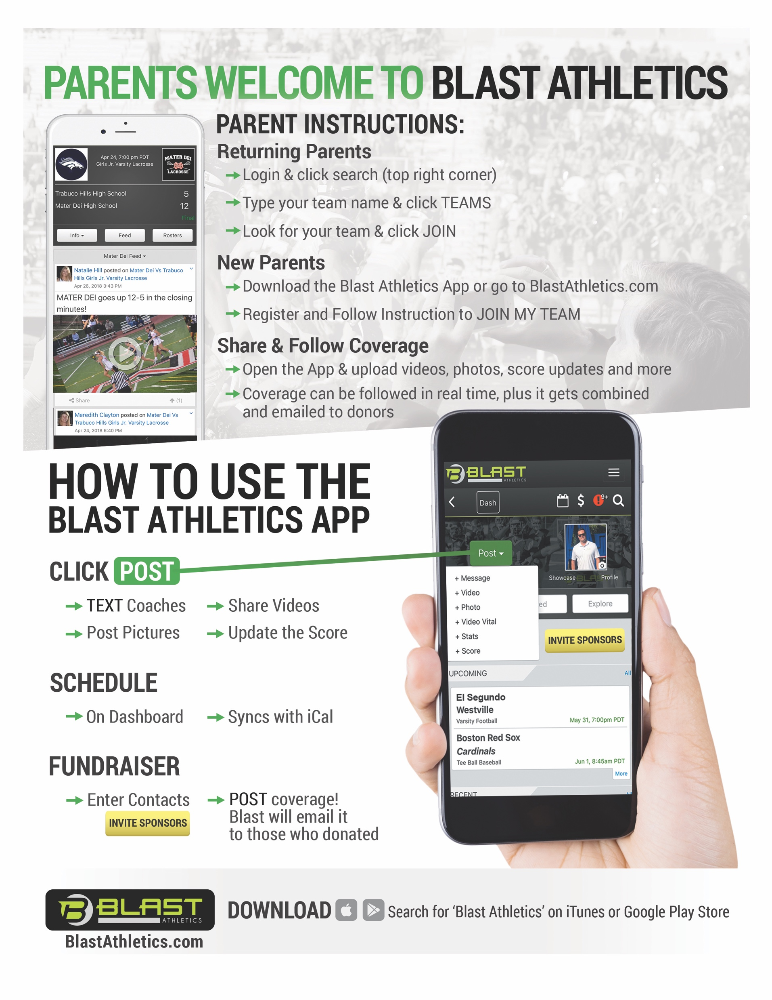 PARENTS WELCOME TO BLAST ATHLETICS
PARENT INSTRUCTIONS:
Returning Parents
Login & click search (top right corner)
Type your team name & click TEAMS
Look for your team & click JOIN
New Parents
Download the Blast Athletics App or go to BlastAthletics.com
Register and Follow Instruction to JOIN MY TEAM
Share & Follow Coverage
Open the App & upload videos, photos, score updates and more
Coverage can be followed in real time, plus it gets combined
and emailed to donors
Apr 24, 7:00 pm PDT
Girls Jr. Varsity Lacrosse
MATER DEI
LACROSSE
Trabuco Hills High School 5
Mater Dei High School 12
Final
Info Feed Rosters
Mater Dei Feed
Natalie Hill posted on Mater Dei Vs Trabuco
Hills Girls Jr. Varsity Lacrosse
Apr 26, 2018 3:43 PM
MATER DEI goes up 12-5 in the closing
minutes!
Share (1)
Meredith Clayton posted on Mater Dei Vs
Trabuco Hills Girls Jr. Varsity Lacrosse
Apr 24, 2018 6:40 PM
HOW TO USE THE
BLAST ATHLETICS APP
CLICK POST
TEXT Coaches Share Videos
Post Pictures Update the Score
SCHEDULE
On Dashboard Syncs with iCal
FUNDRAISER
Enter Contacts
INVITE SPONSORS
POST coverage!
Blast will email it
to those who donated
B BLAST
ATHLETICS
Dash $ 9+
Post
+ Message
+ Video
+ Photo
+ Video Vital
+ Stats
+ Score
Showcase Profile
ed Explore
INVITE SPONSORS
UPCOMING All
El Segundo
Westville
Varsity Football May 31, 7:00pm PDT
Boston Red Sox
Cardinals
Tee Ball Baseball Jun 1, 8:45am PDT
More
RECENT All
B BLAST
ATHLETICS
BlastAthletics.com
DOWNLOAD Search for ‘Blast Athletics’ on iTunes or Google Play Store